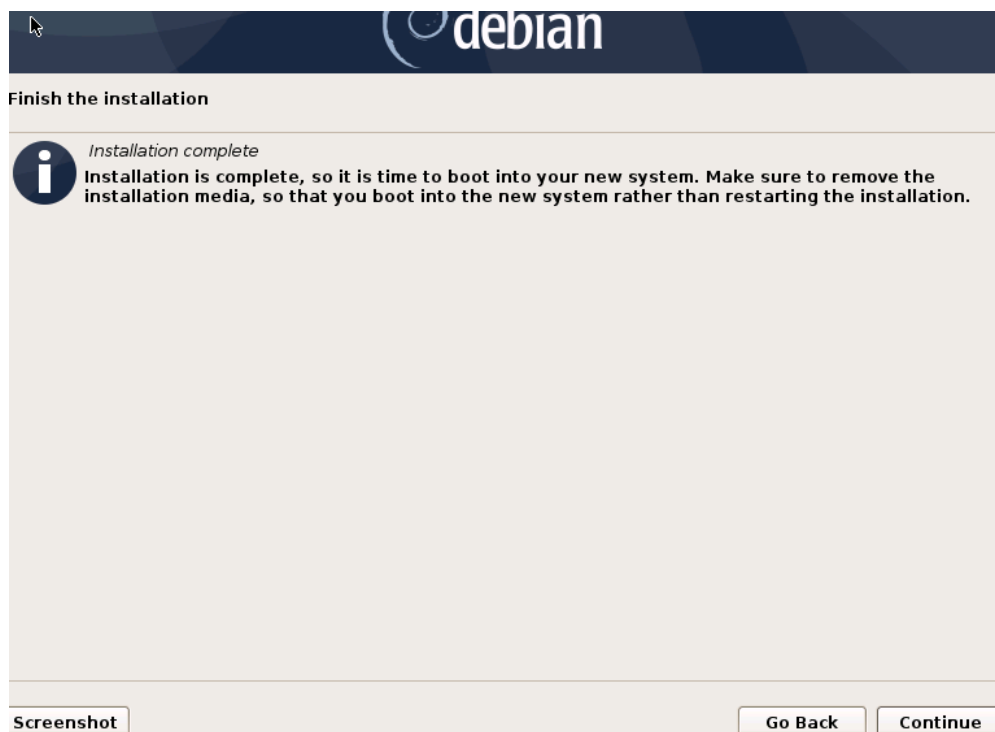 debian
Finish the installation
Installation complete
Installation is complete, so it is time to boot into your new system. Make sure to remove the
installation media, so that you boot into the new system rather than restarting the installation.
Screenshot
Go Back
Continue